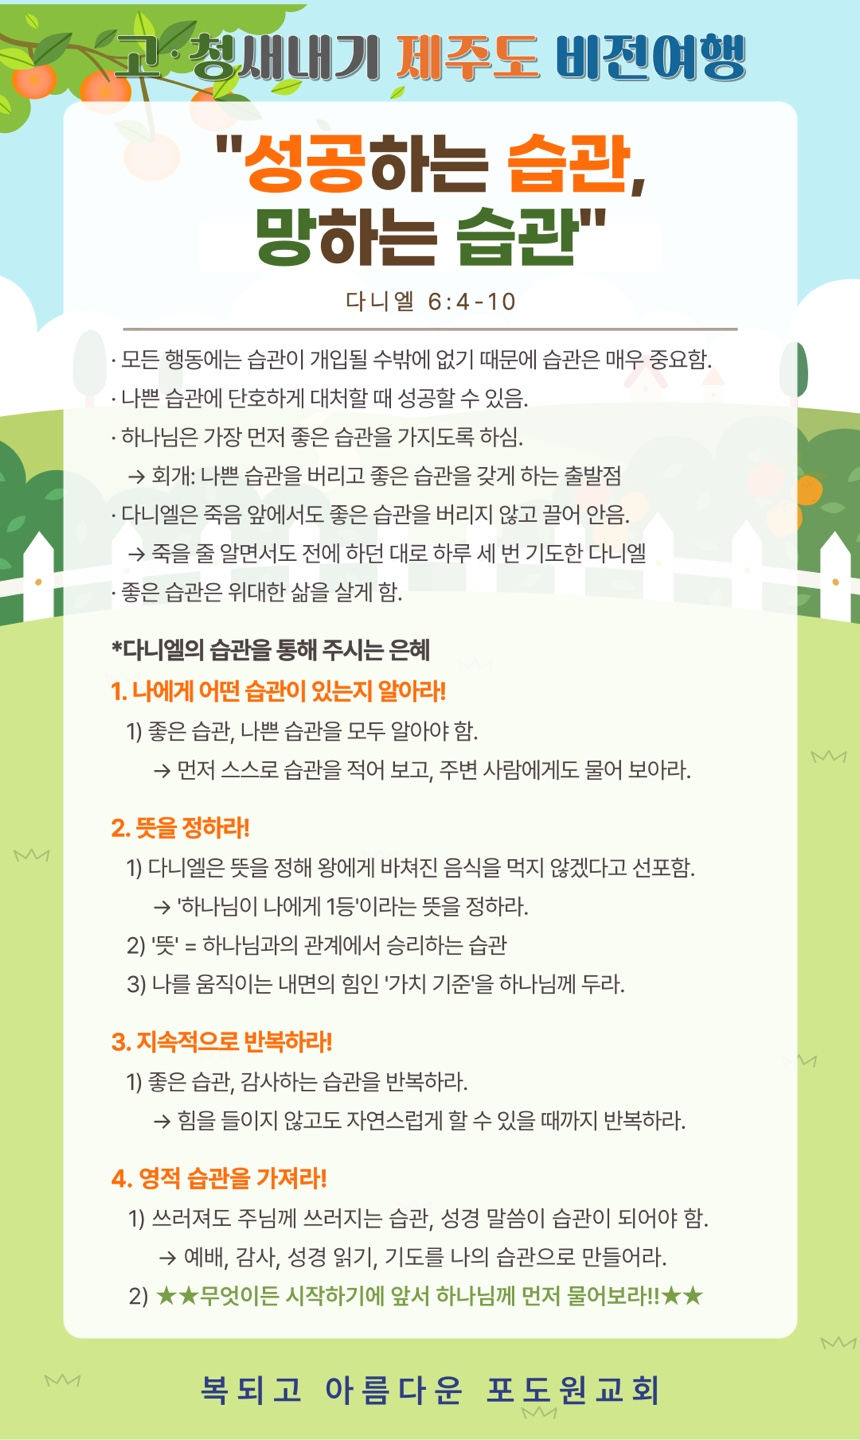 고·청새내기 제주도 비전여행
"성공하는 습관,
망하는 습관"
다니엘 6:4-10
· 모든 행동에는 습관이 개입될 수밖에 없기 때문에 습관은 매우 중요함.
· 나쁜 습관에 단호하게 대처할 때 성공할 수 있음.
· 하나님은 가장 먼저 좋은 습관을 가지도록 하심.
→ 회개: 나쁜 습관을 버리고 좋은 습관을 갖게 하는 출발점
· 다니엘은 죽음 앞에서도 좋은 습관을 버리지 않고 끌어 안음.
→ 죽을 줄 알면서도 전에 하던 대로 하루 세 번 기도한 다니엘
· 좋은 습관은 위대한 삶을 살게 함.
*다니엘의 습관을 통해 주시는 은혜
1. 나에게 어떤 습관이 있는지 알아라!
1) 좋은 습관, 나쁜 습관을 모두 알아야 함.
→ 먼저 스스로 습관을 적어 보고, 주변 사람에게도 물어 보아라.
2. 뜻을 정하라!
1) 다니엘은 뜻을 정해 왕에게 바쳐진 음식을 먹지 않겠다고 선포함.
→ '하나님이 나에게 1등'이라는 뜻을 정하라.
2) '뜻' = 하나님과의 관계에서 승리하는 습관
3) 나를 움직이는 내면의 힘인 '가치 기준'을 하나님께 두라.
3. 지속적으로 반복하라!
1) 좋은 습관, 감사하는 습관을 반복하라.
→ 힘을 들이지 않고도 자연스럽게 할 수 있을 때까지 반복하라.
4. 영적 습관을 가져라!
1) 쓰러져도 주님께 쓰러지는 습관, 성경 말씀이 습관이 되어야 함.
→ 예배, 감사, 성경 읽기, 기도를 나의 습관으로 만들어라.
2) ★★무엇이든 시작하기에 앞서 하나님께 먼저 물어보라!!★★
복되고 아름다운 포도원교회